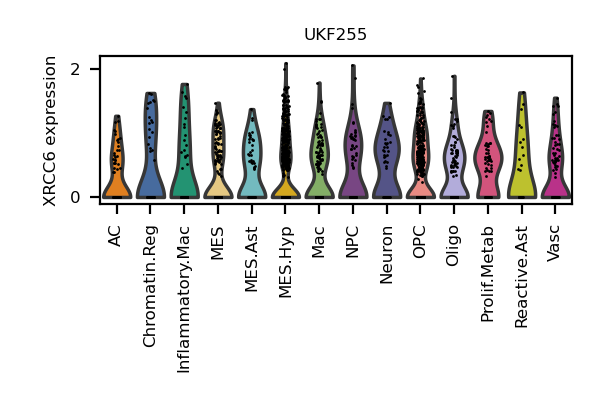 UKF255
XRCC6 expression
2
0
AC
Chromatin.Reg
Inflammatory.Mac
MES
MES.Ast
MES.Hyp
Mac
NPC
Neuron
OPC
Oligo
Prolif.Metab
Reactive.Ast
Vasc